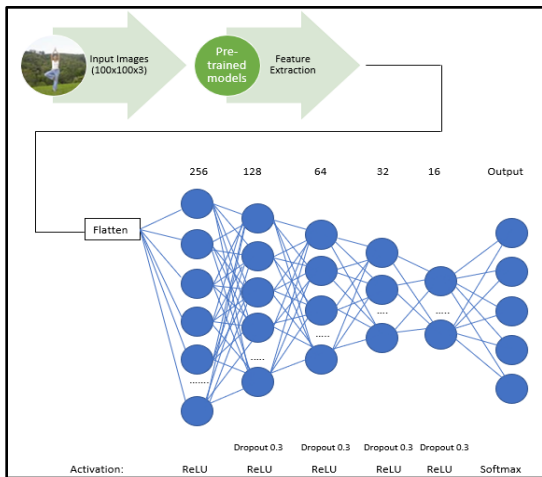 Input Images
(100x100x3)
Pre-
trained
models
Feature
Extraction
256 128 64 32 16 Output
Flatten
.......
.....
.....
....
.....
Dropout 0.3 Dropout 0.3 Dropout 0.3 Dropout 0.3
Activation: ReLU ReLU ReLU ReLU ReLU Softmax